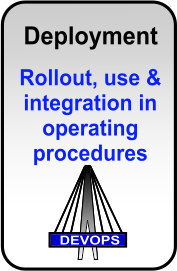 Deployment
Rollout, use &
integration in
operating
procedures
DEVOPS